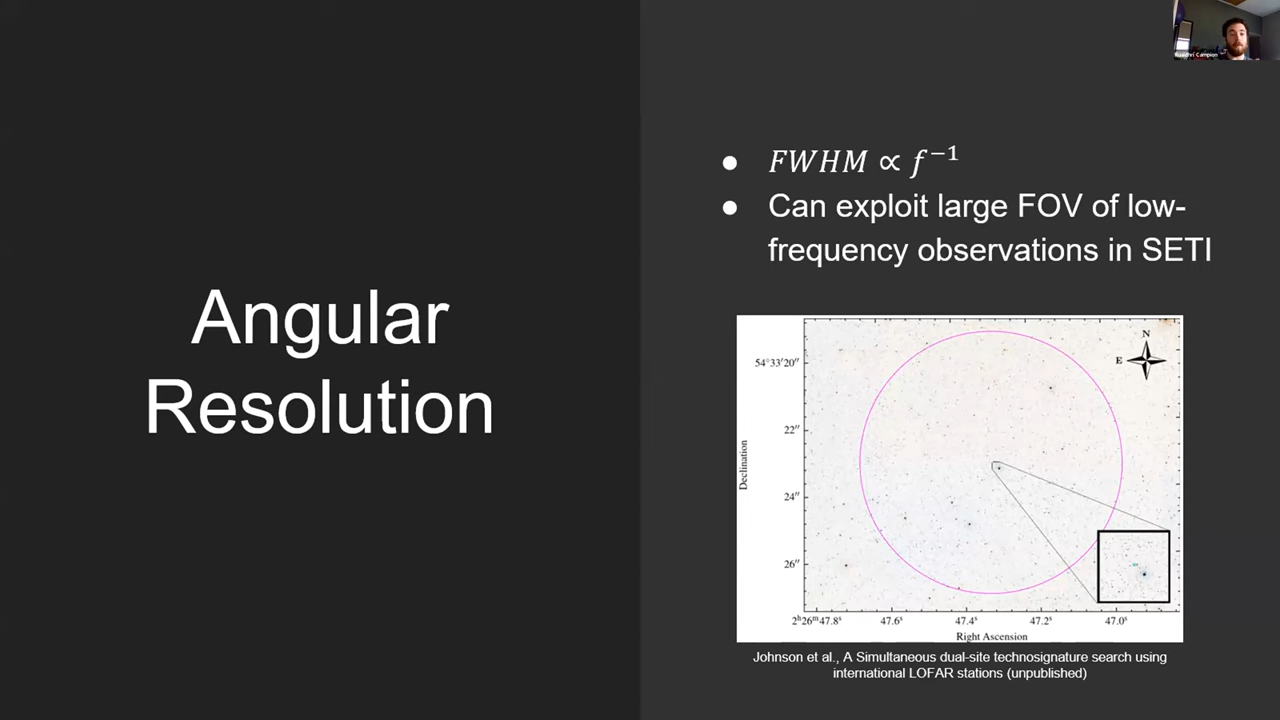 Ruaidhrí Campion
Angular
Resolution
● FWHM ∝ f⁻¹
● Can exploit large FOV of low-
frequency observations in SETI
N
E
54°33′20″
22″
24″
26″
Declination
2ʰ26ᵐ47.8ˢ 47.6ˢ 47.4ˢ 47.2ˢ 47.0ˢ
Right Ascension
Johnson et al., A Simultaneous dual-site technosignature search using
international LOFAR stations (unpublished)